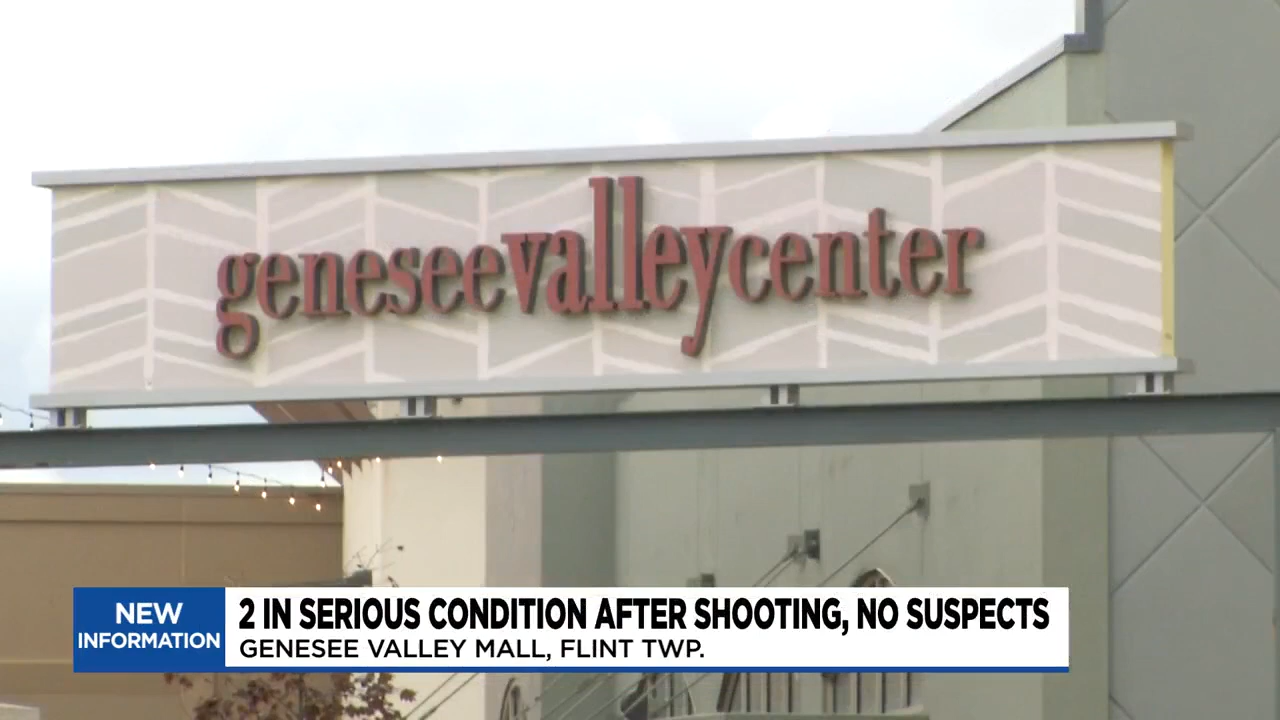 geneseevalleycenter
NEW
INFORMATION
2 IN SERIOUS CONDITION AFTER SHOOTING, NO SUSPECTS
GENESEE VALLEY MALL, FLINT TWP.